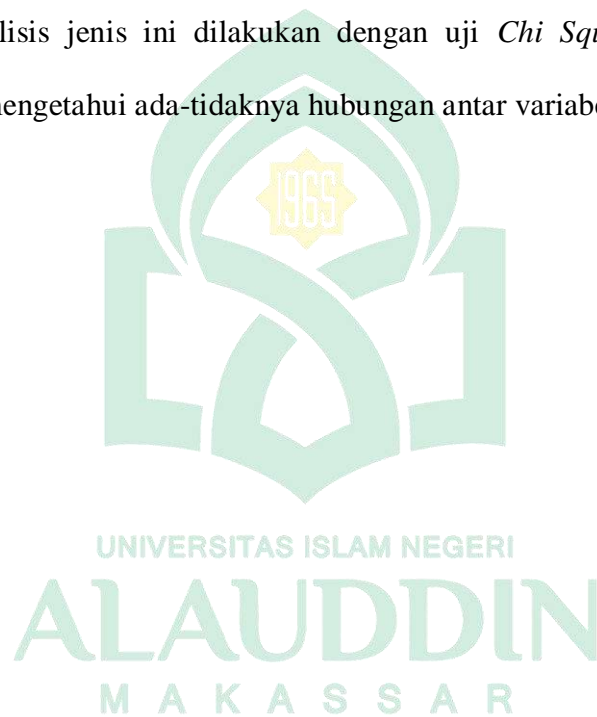 lisis jenis ini dilakukan dengan uji Chi Squ
mengetahui ada-tidaknya hubungan antar variab
1965
UNIVERSITAS ISLAM NEGERI
ALAUDDIN
MAKASSAR